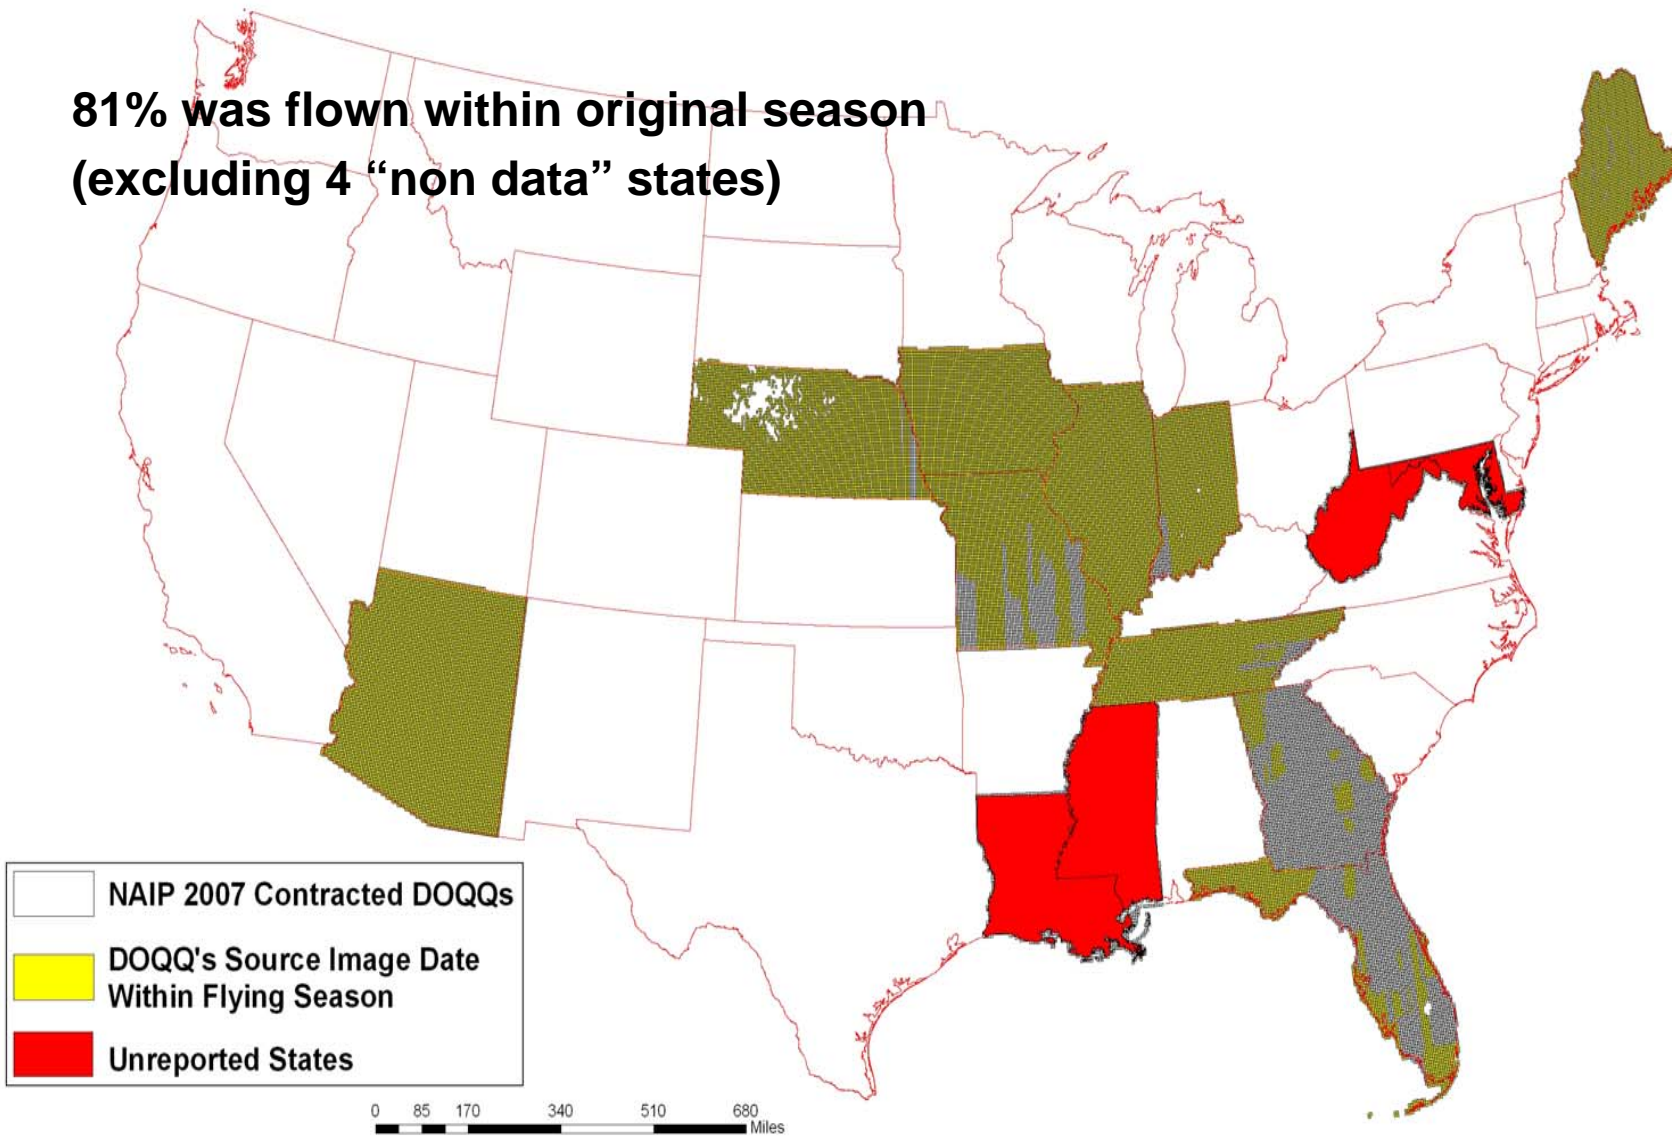 81% was flown within original season
(excluding 4 “non data” states)
NAIP 2007 Contracted DOQQs
DOQQ's Source Image Date
Within Flying Season
Unreported States
0 85 170 340 510 680
Miles